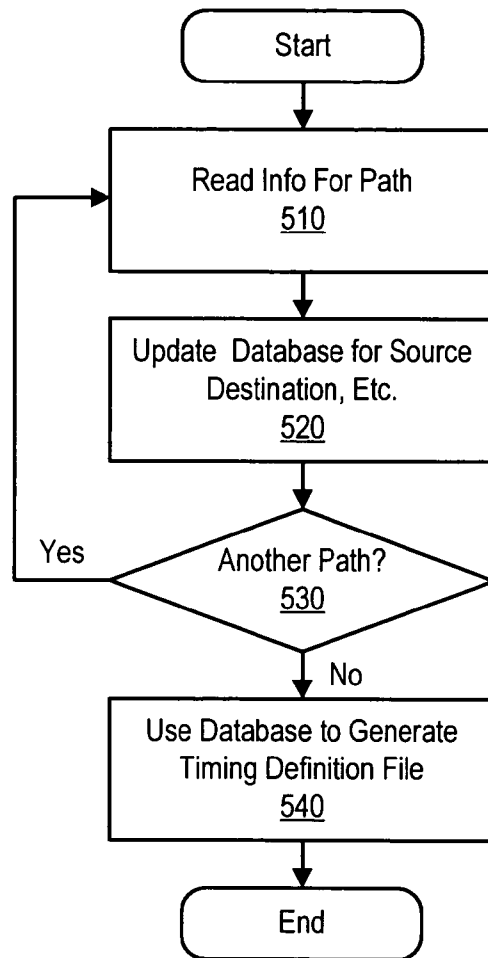 Start
Read Info For Path
510
Update Database for Source
Destination, Etc.
520
Yes
Another Path?
530
No
Use Database to Generate
Timing Definition File
540
End